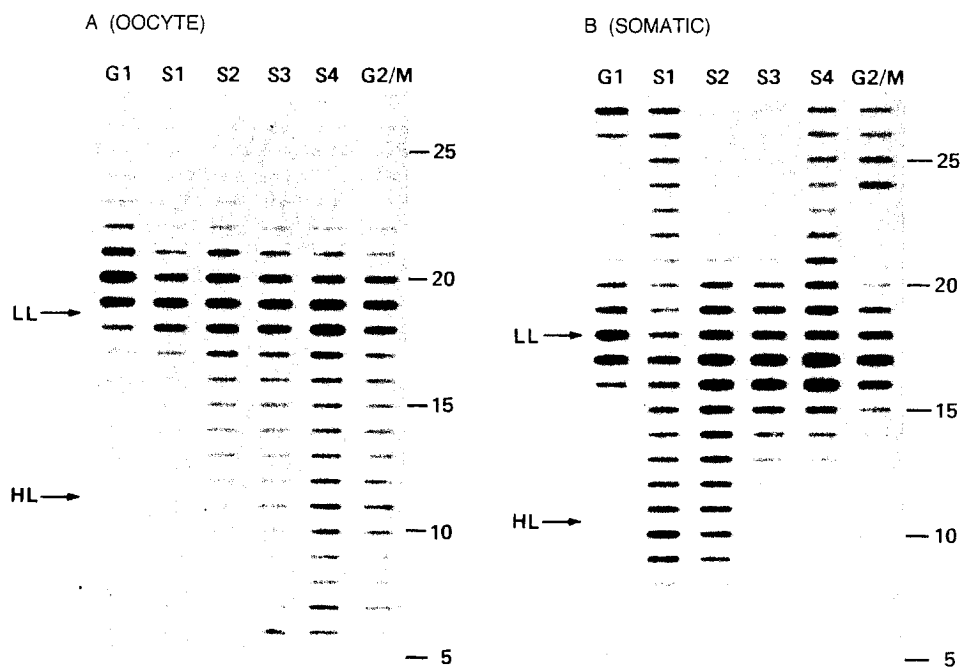 A (OOCYTE)
G1 S1 S2 S3 S4 G2/M
25
20
LL
15
HL
10
5
B (SOMATIC)
G1 S1 S2 S3 S4 G2/M
25
20
LL
15
HL
10
5